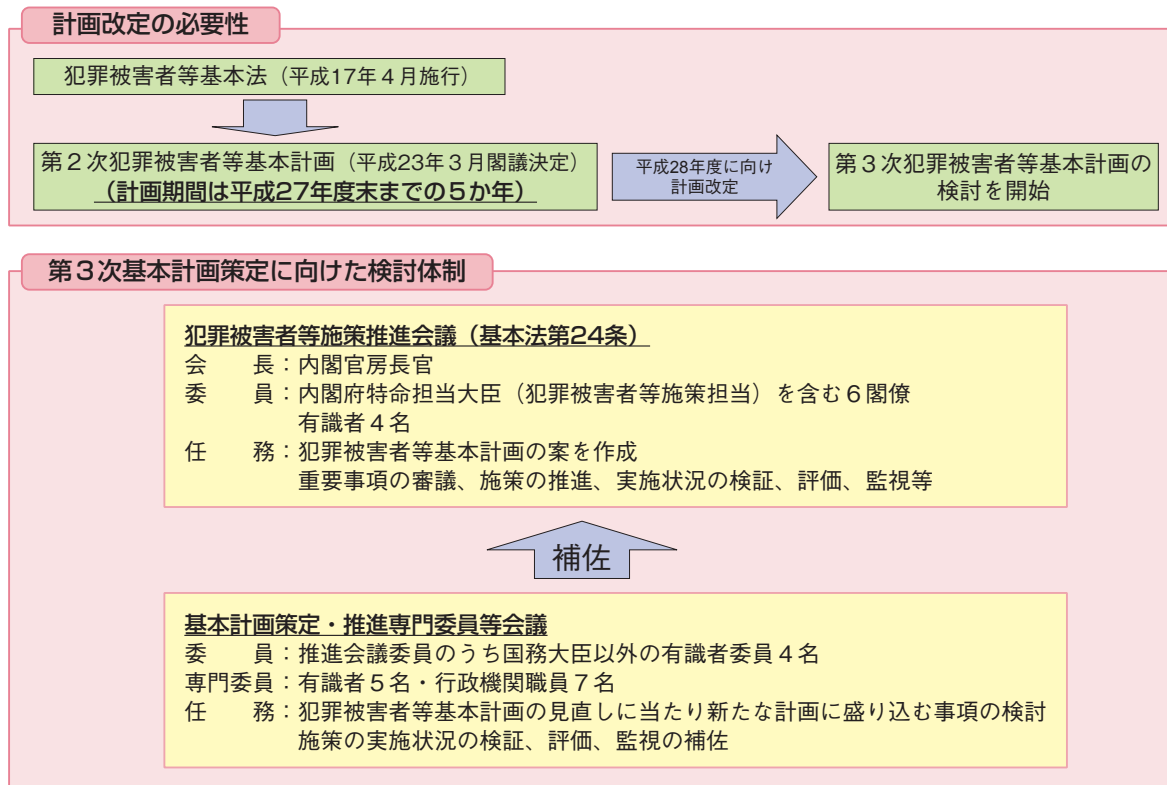 計画改定の必要性
犯罪被害者等基本法（平成17年４月施行）
第２次犯罪被害者等基本計画（平成23年３月閣議決定）
（計画期間は平成27年度末までの５か年）
平成28年度に向け
計画改定
第３次犯罪被害者等基本計画の
検討を開始
第３次基本計画策定に向けた検討体制
犯罪被害者等施策推進会議（基本法第24条）
会　　長：内閣官房長官
委　　員：内閣府特命担当大臣（犯罪被害者等施策担当）を含む６閣僚
有識者４名
任　　務：犯罪被害者等基本計画の案を作成
重要事項の審議、施策の推進、実施状況の検証、評価、監視等
補佐
基本計画策定・推進専門委員等会議
委　　員：推進会議委員のうち国務大臣以外の有識者委員４名
専門委員：有識者５名・行政機関職員７名
任　　務：犯罪被害者等基本計画の見直しに当たり新たな計画に盛り込む事項の検討
施策の実施状況の検証、評価、監視の補佐